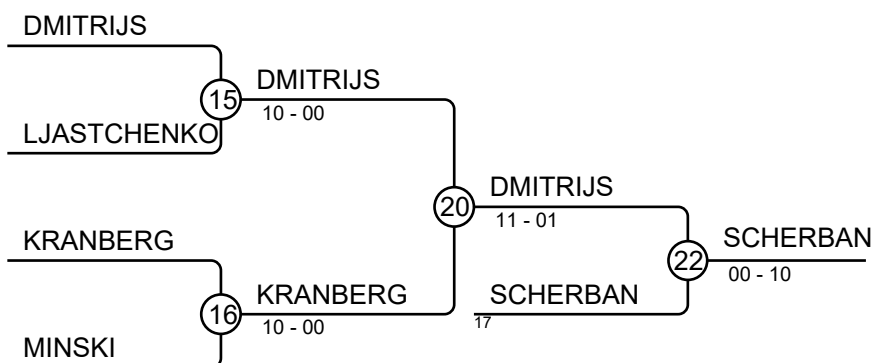 DMITRIJS
15
DMITRIJS
10 - 00
LJASTCHENKO
20
DMITRIJS
11 - 01
KRANBERG
22
SCHERBAN
00 - 10
16
KRANBERG
10 - 00
SCHERBAN
17
MINSKI